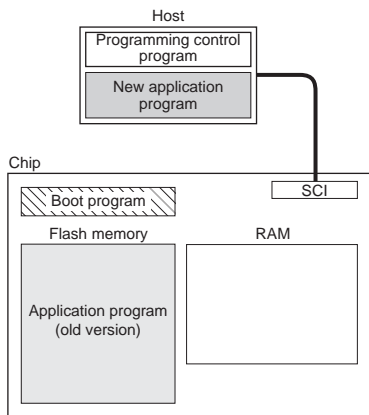 Host
Programming control
program
New application
program
Chip
SCI
Boot program
Flash memory
RAM
Application program
(old version)